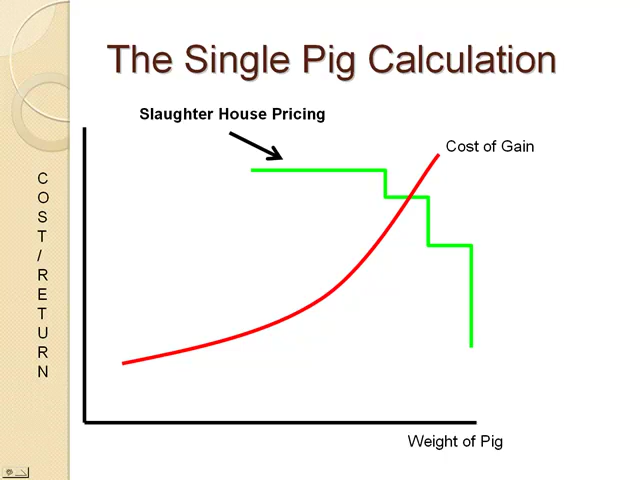 The Single Pig Calculation
Slaughter House Pricing
Cost of Gain
C
O
S
T
/
R
E
T
U
R
N
Weight of Pig